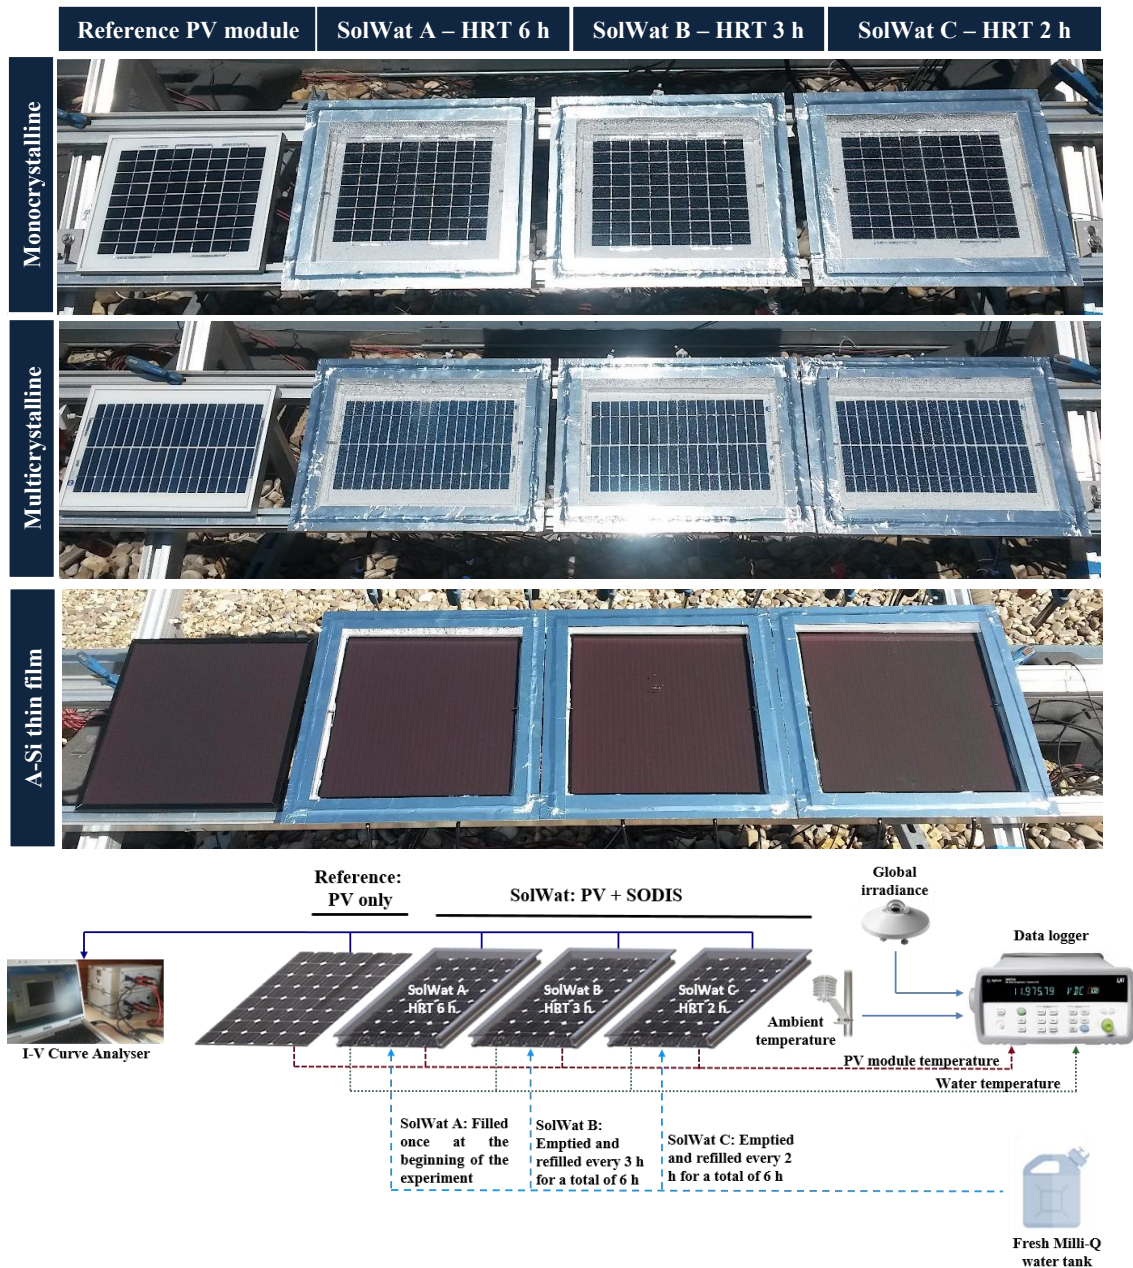 Reference PV module
SolWat A – HRT 6 h
SolWat B – HRT 3 h
SolWat C – HRT 2 h
Monocrystalline
Multicrystalline
A-Si thin film
Reference:
PV only
SolWat: PV + SODIS
Global
irradiance
Data logger
SolWat A
HRT 6 h
SolWat B
HRT 3 h
SolWat C
HRT 2 h
Ambient
temperature
I-V Curve Analyser
PV module temperature
Water temperature
SolWat A: Filled
once at the
beginning of the
experiment
SolWat B:
Emptied and
refilled every 3 h
for a total of 6 h
SolWat C: Emptied
and refilled every 2
h for a total of 6 h
Fresh Milli-Q
water tank